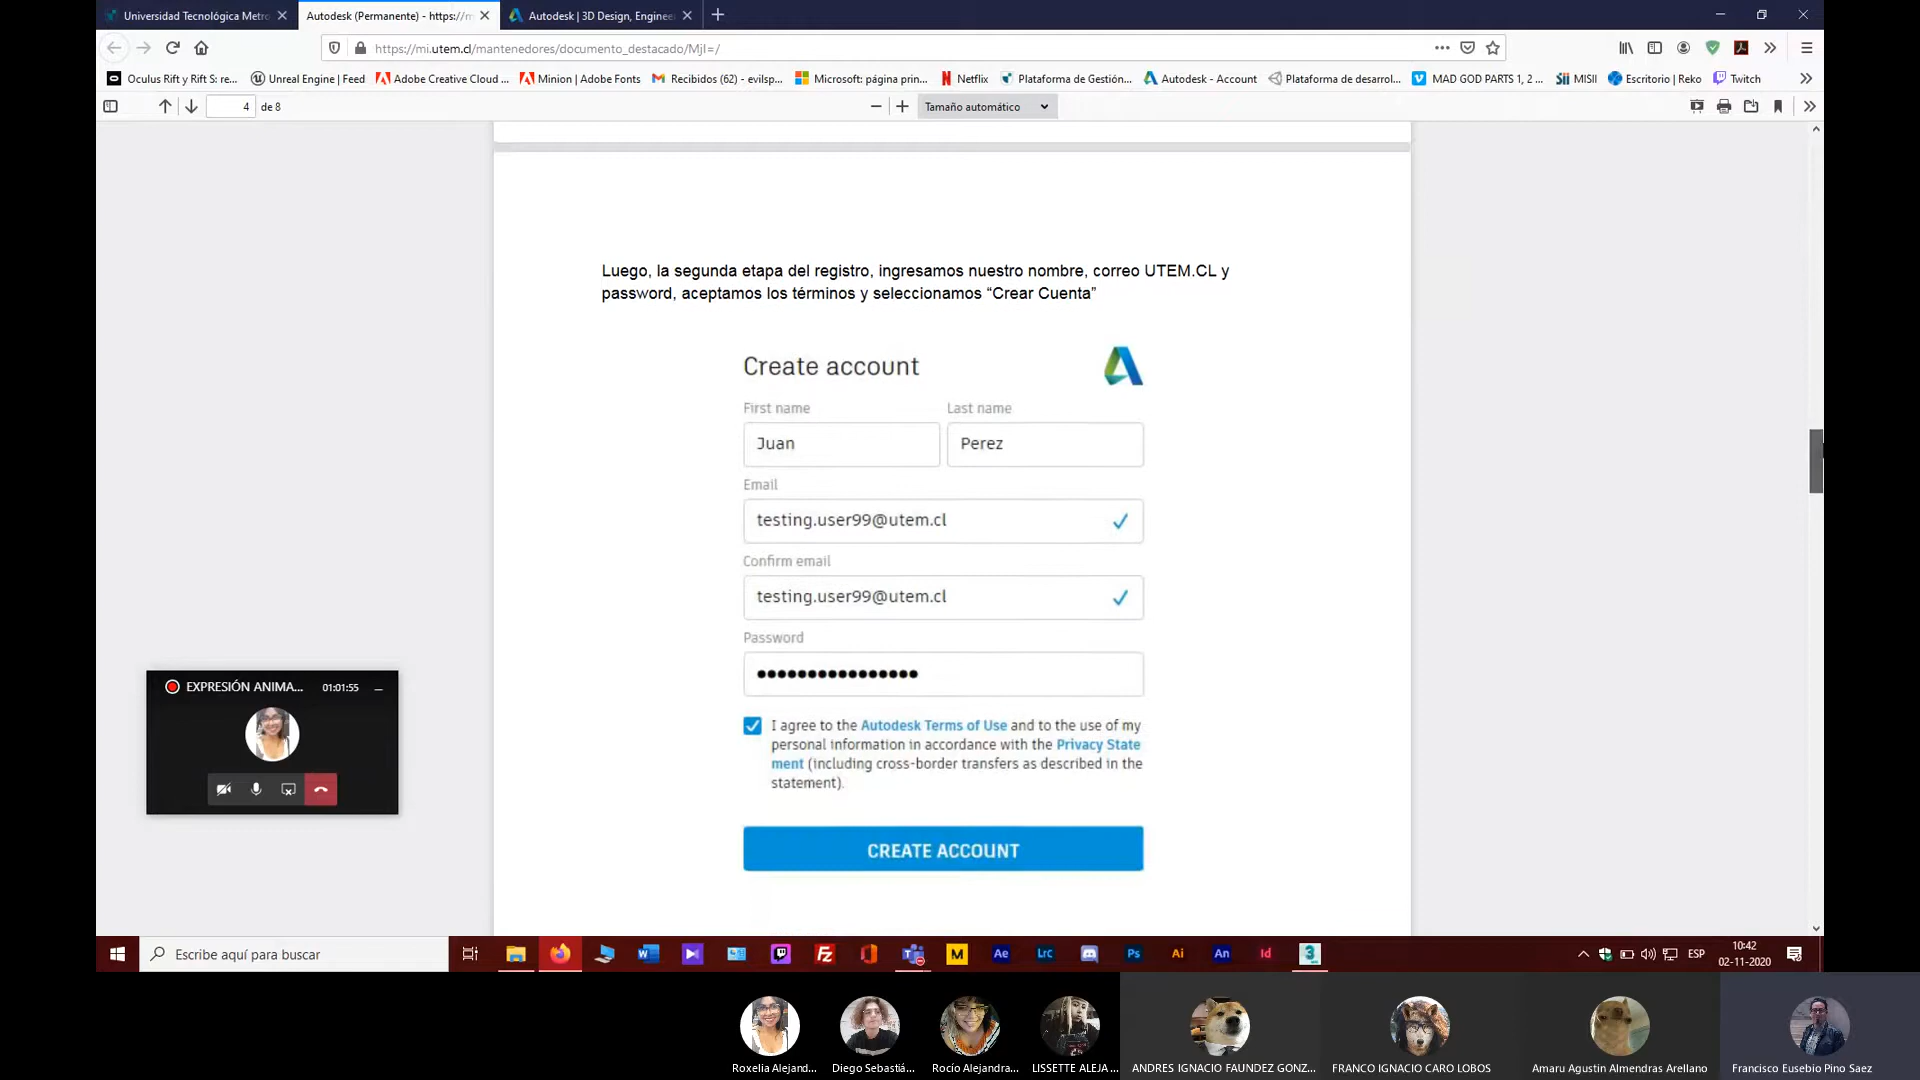 Universidad Tecnológica Metro
Autodesk (Permanente) - https://m
Autodesk | 3D Design, Enginee
https://mi.utem.cl/mantenedores/documento_destacado/MjI=/
Oculus Rift y Rift S: re...
Unreal Engine | Feed
Adobe Creative Cloud ...
Minion | Adobe Fonts
Recibidos (62) - evilsp...
Microsoft: página prin...
Netflix
Plataforma de Gestión...
Autodesk - Account
Plataforma de desarrol...
MAD GOD PARTS 1, 2 ...
Sii MISII
Escritorio | Reko
Twitch
4 de 8
Tamaño automático
Luego, la segunda etapa del registro, ingresamos nuestro nombre, correo UTEM.CL y
password, aceptamos los términos y seleccionamos “Crear Cuenta”
Create account
First name
Last name
Juan
Perez
Email
testing.user99@utem.cl
Confirm email
testing.user99@utem.cl
Password
I agree to the Autodesk Terms of Use and to the use of my
personal information in accordance with the Privacy State
ment (including cross-border transfers as described in the
statement).
CREATE ACCOUNT
EXPRESIÓN ANIMA...
01:01:55
Escribe aquí para buscar
Ae
Lrc
Ps
Ai
An
Id
3
ESP
10:42
02-11-2020
Roxelia Alejand...
Diego Sebastiá...
Rocío Alejandra...
LISSETTE ALEJA ...
ANDRES IGNACIO FAUNDEZ GONZ...
FRANCO IGNACIO CARO LOBOS
Amaru Agustin Almendras Arellano
Francisco Eusebio Pino Saez